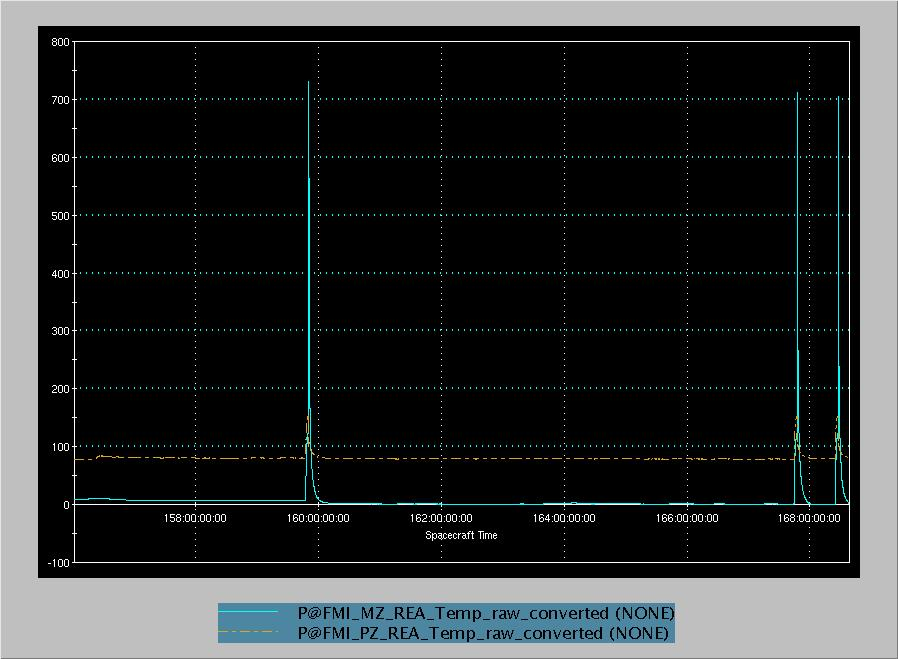 800
700
600
500
400
300
200
100
0
-100
158:00:00:00 160:00:00:00 162:00:00:00 164:00:00:00 166:00:00:00 168:00:00:00
Spacecraft Time
P@FMI_MZ_REA_Temp_raw_converted (NONE)
P@FMI_PZ_REA_Temp_raw_converted (NONE)